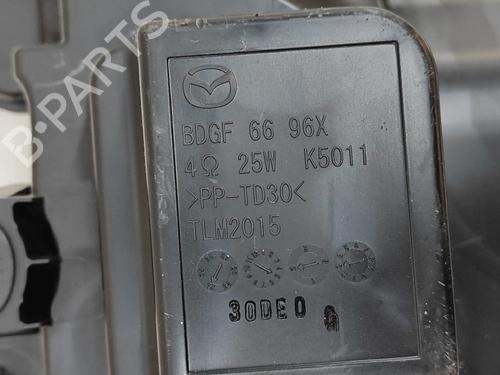 BDGF 66 96X
4Ω 25W K5011
>PP-TD30<
TLM2015
30DE0
B-PARTS